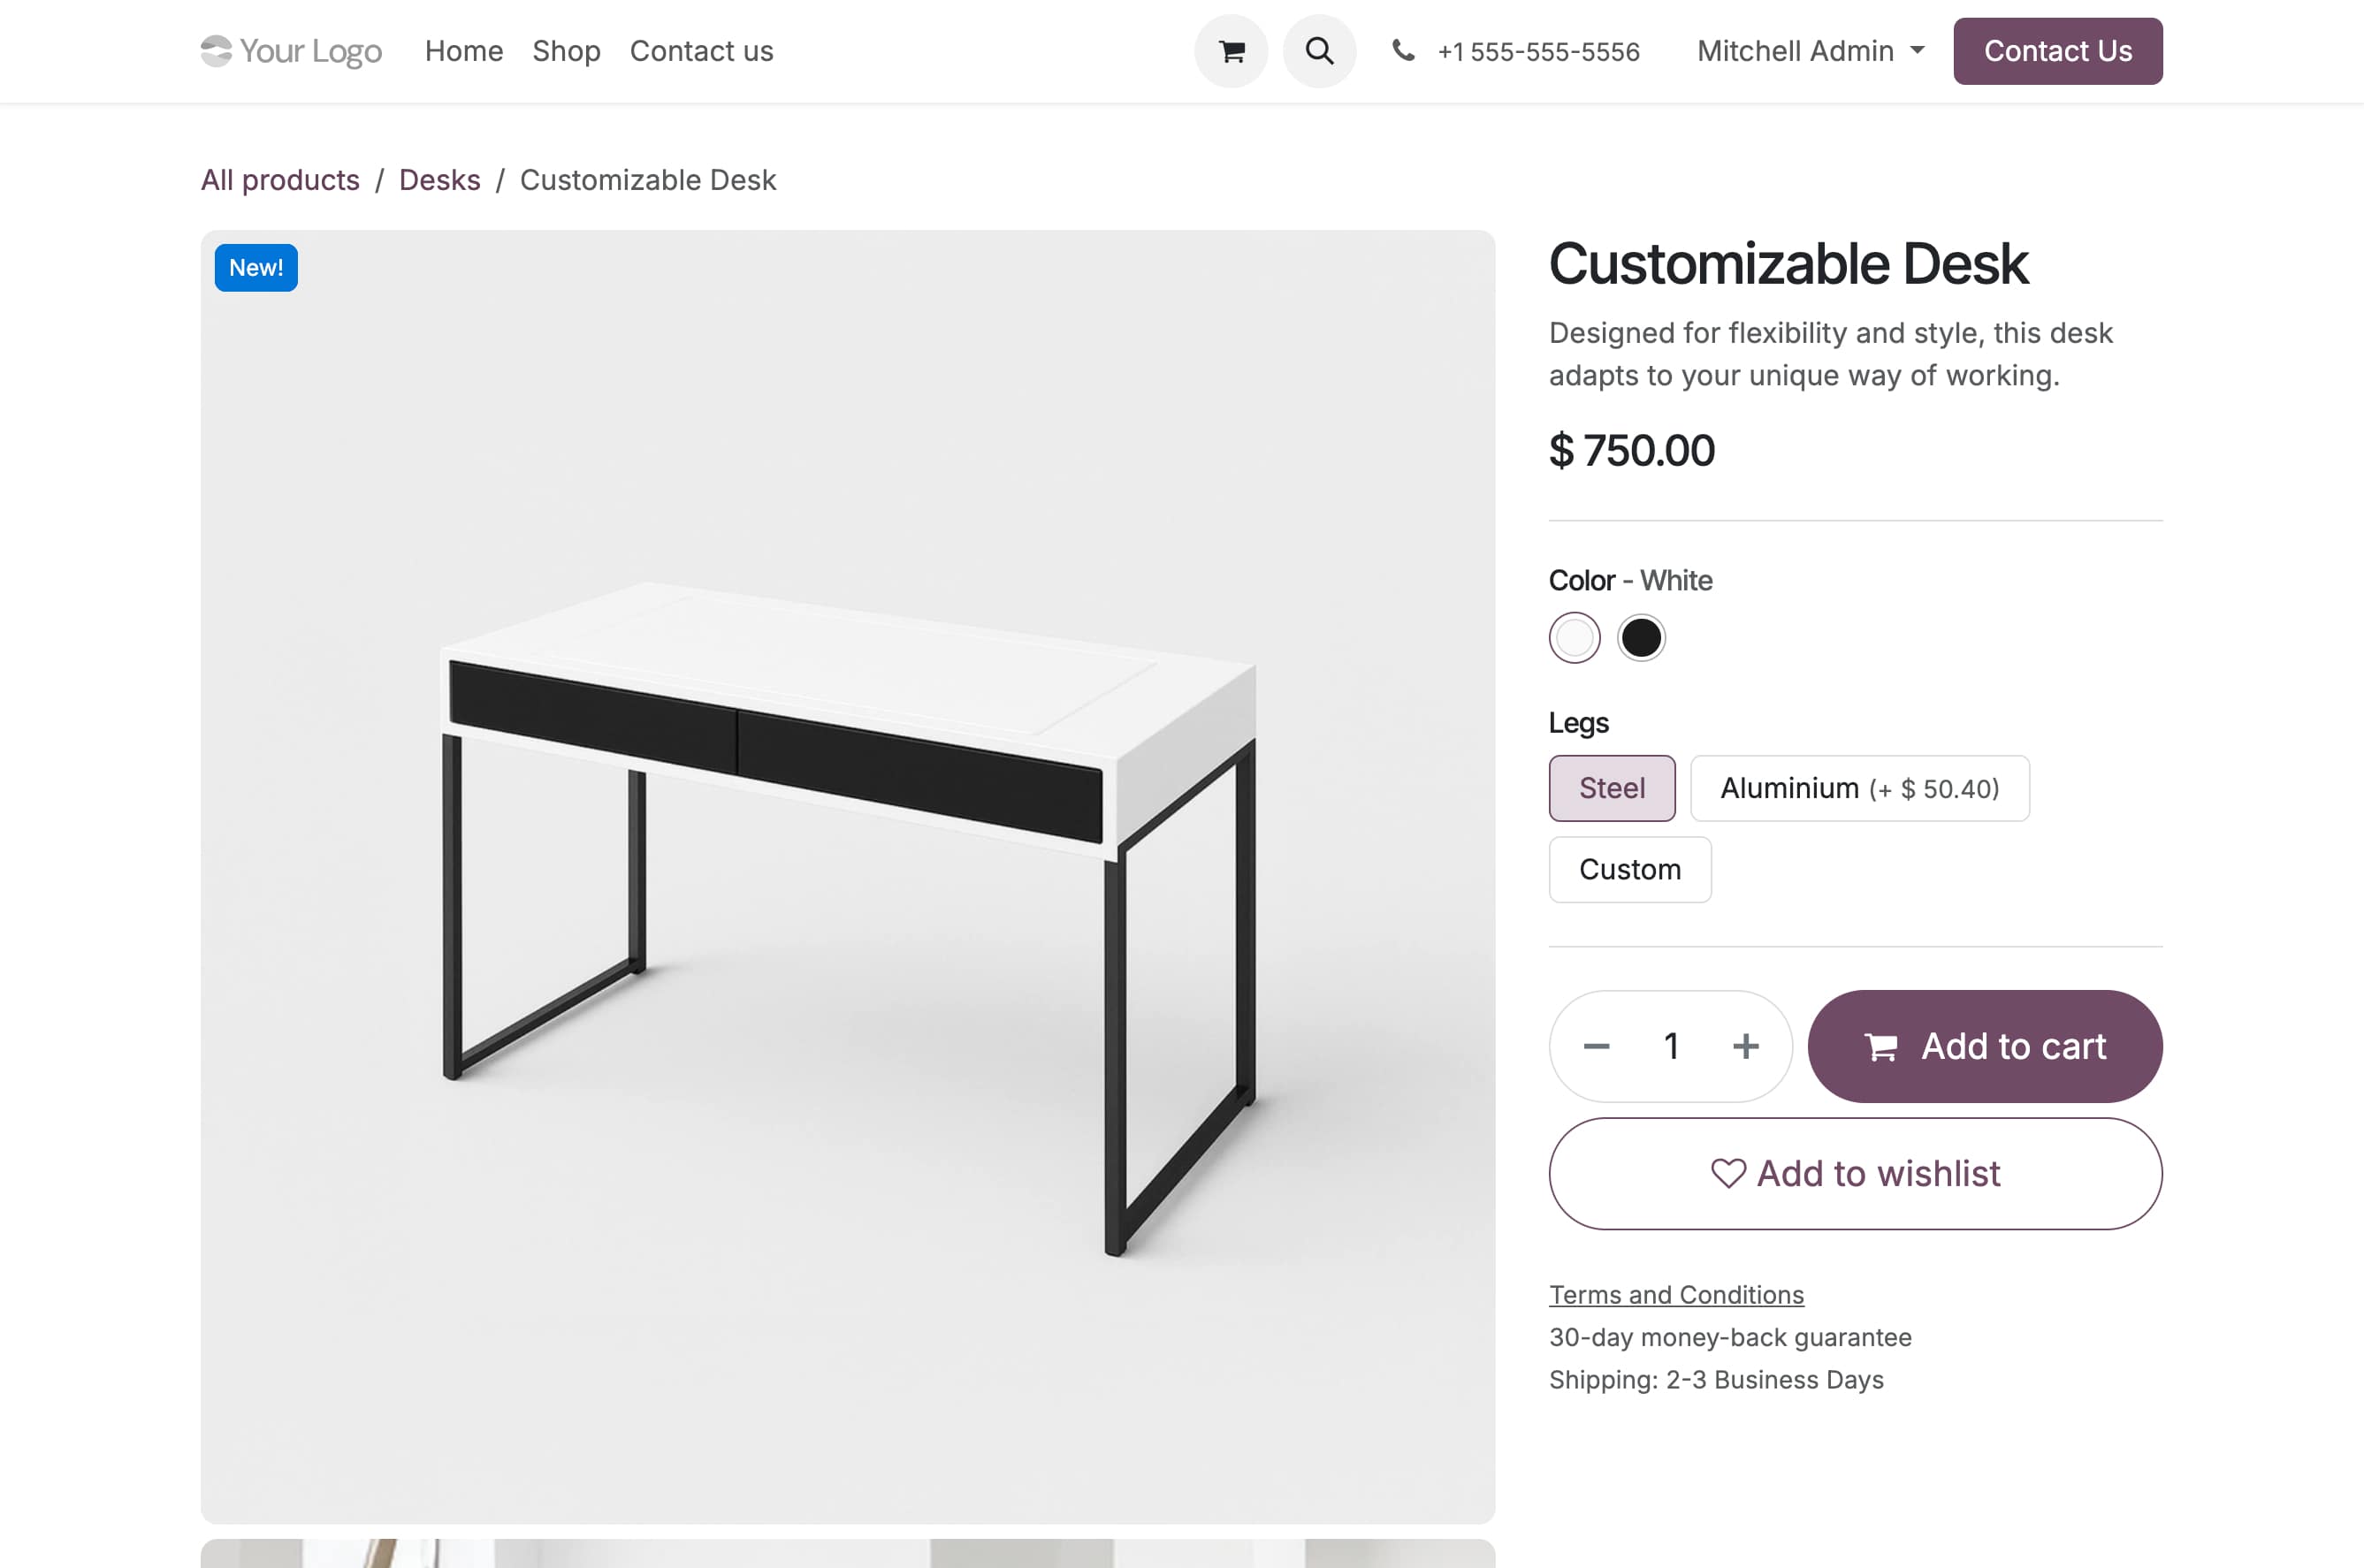 Your Logo
Home
Shop
Contact us
+1 555-555-5556
Mitchell Admin
Contact Us
All products / Desks / Customizable Desk
New!
Customizable Desk
Designed for flexibility and style, this desk
adapts to your unique way of working.
$ 750.00
Color - White
Legs
Steel
Aluminium (+ $ 50.40)
Custom
1
Add to cart
Add to wishlist
Terms and Conditions
30-day money-back guarantee
Shipping: 2-3 Business Days